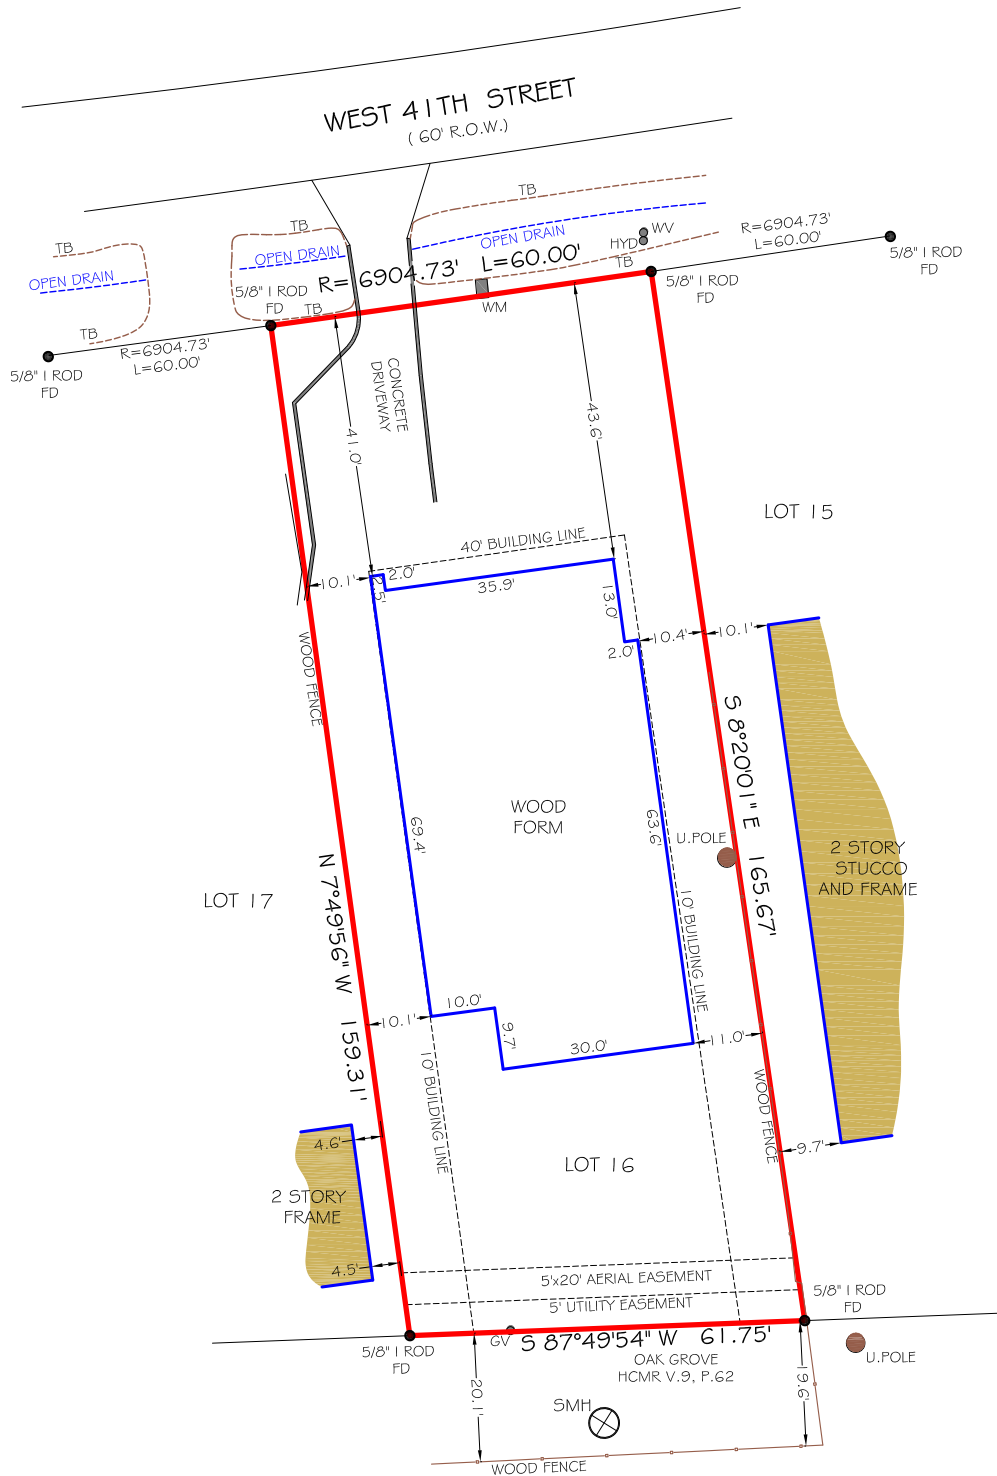 WEST 41TH STREET
( 60' R.O.W.)
TB
TB
TB
OPEN DRAIN
OPEN DRAIN
OPEN DRAIN
WV
HYD
TB
R=6904.73'
L=60.00'
5/8" I ROD
FD
5/8" I ROD
FD
R= 6904.73' L=60.00'
5/8" I ROD
FD
TB
WM
TB
R=6904.73'
L=60.00'
5/8" I ROD
FD
CONCRETE
DRIVEWAY
41.0'
43.6'
LOT 15
40' BUILDING LINE
10.1'
2.0'
2.5'
35.9'
13.0'
2.0'
10.4'
10.1'
WOOD FENCE
S 8°20'01" E 165.67'
WOOD
FORM
69.4'
63.6'
U.POLE
2 STORY
STUCCO
AND FRAME
LOT 17
N 7°49'56" W 159.31'
10' BUILDING LINE
10.0'
10.1'
9.7'
30.0'
11.0'
10' BUILDING LINE
WOOD FENCE
4.6'
9.7'
LOT 16
2 STORY
FRAME
4.5'
5'x20' AERIAL EASEMENT
5' UTILITY EASEMENT
5/8" I ROD
FD
GV
S 87°49'54" W 61.75'
5/8" I ROD
FD
OAK GROVE
HCMR V.9, P.62
U.POLE
20.1'
19.6'
SMH
WOOD FENCE